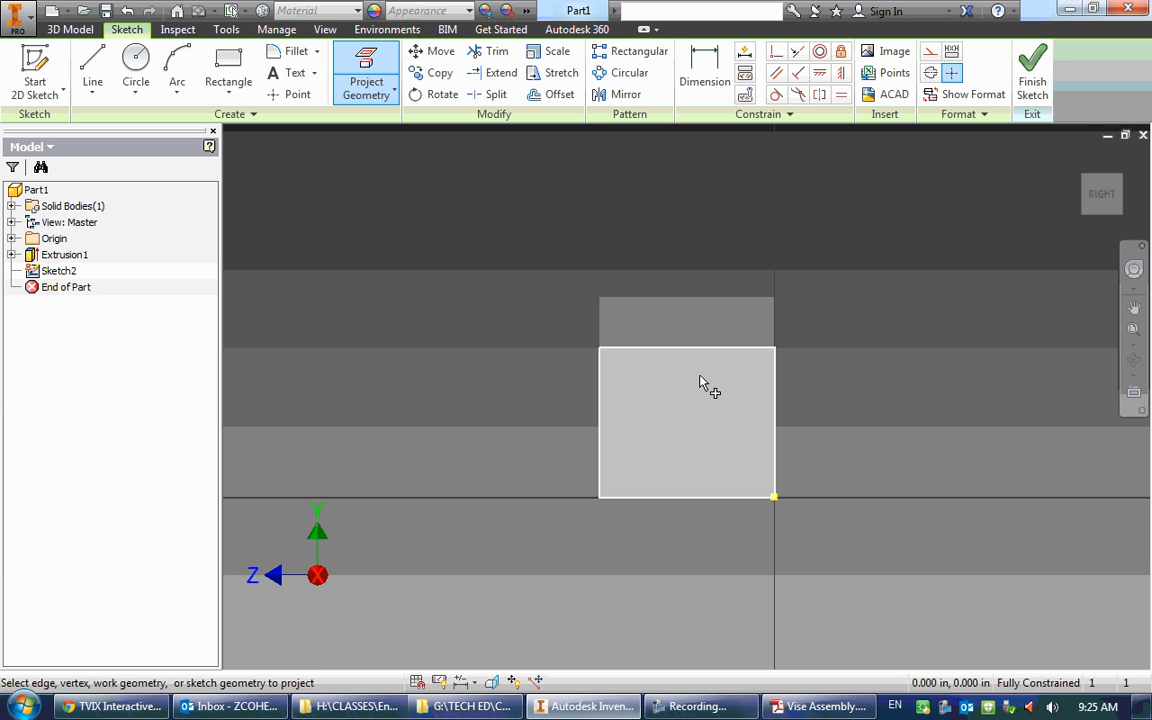 Material
Appearance
Part1
Sign In
PRO
3D Model Sketch Inspect Tools Manage View Environments BIM Get Started Autodesk 360
Start
2D Sketch
Line
Circle
Arc
Rectangle
Fillet
Text
Point
Project
Geometry
Move
Copy
Rotate
Trim
Extend
Split
Scale
Stretch
Offset
Rectangular
Circular
Mirror
Dimension
Image
Points
ACAD
Show Format
Finish
Sketch
Sketch Create Modify Pattern Constrain Insert Format Exit
Model
Part1
Solid Bodies(1)
View: Master
Origin
Extrusion1
Sketch2
End of Part
RIGHT
Y
Z
X
Select edge, vertex, work geometry, or sketch geometry to project
0.000 in, 0.000 in Fully Constrained 1 1
TVIX Interactive...
Inbox - ZCOHE...
H:\CLASSES\En...
G:\TECH ED\C...
Autodesk Inven...
Recording...
Vise Assembly....
EN
9:25 AM